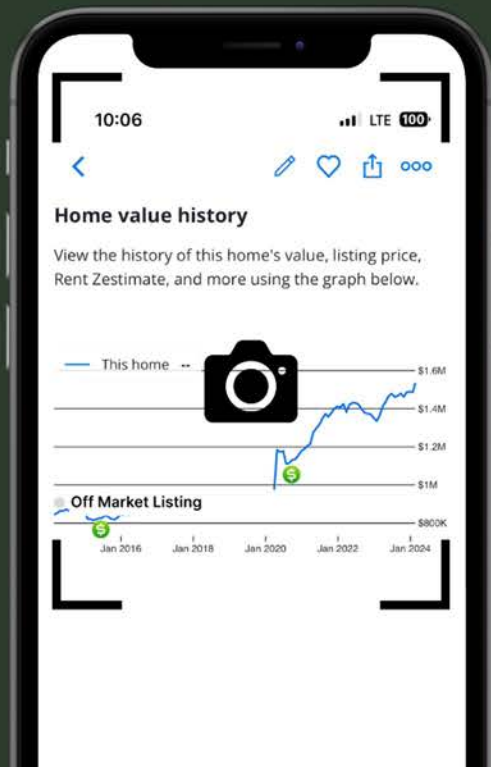 10:06
LTE 100
Home value history
View the history of this home's value, listing price,
Rent Zestimate, and more using the graph below.
This home --
$1.6M
$1.4M
$1.2M
$
$1M
Off Market Listing
$
$800K
Jan 2016 Jan 2018 Jan 2020 Jan 2022 Jan 2024